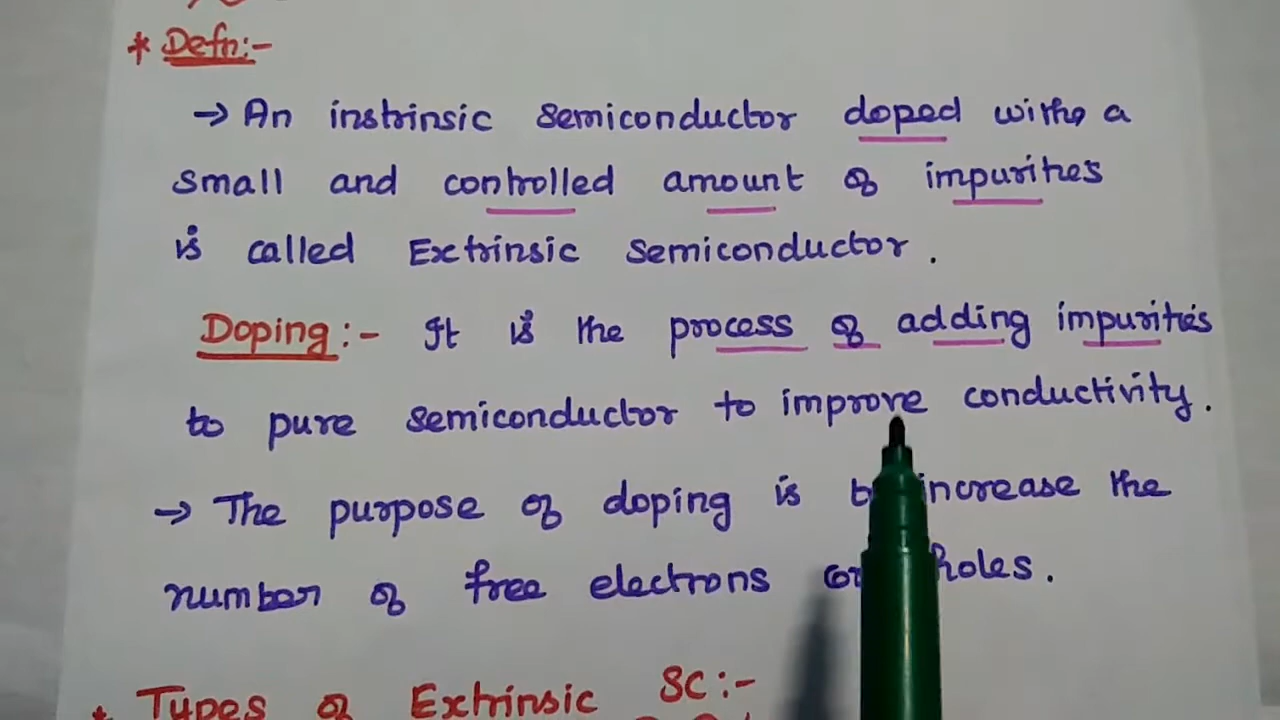 * Defn:-
→ An instrinsic semiconductor doped with a
small and controlled amount of impurities
is called Extrinsic semiconductor.
Doping:- It is the process of adding impurities
to pure semiconductor to improve conductivity.
→ The purpose of doping is increase the
number of free electrons or holes.
* Types of Extrinsic SC:-